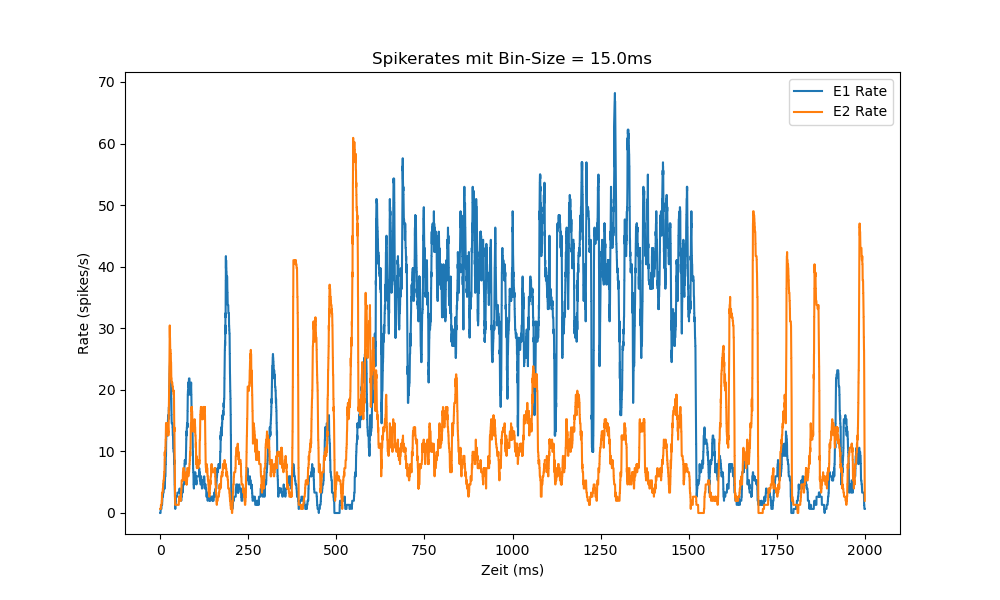 Spikerates mit Bin-Size = 15.0ms
E1 Rate
E2 Rate
Rate (spikes/s)
70
60
50
40
30
20
10
0
0 250 500 750 1000 1250 1500 1750 2000
Zeit (ms)